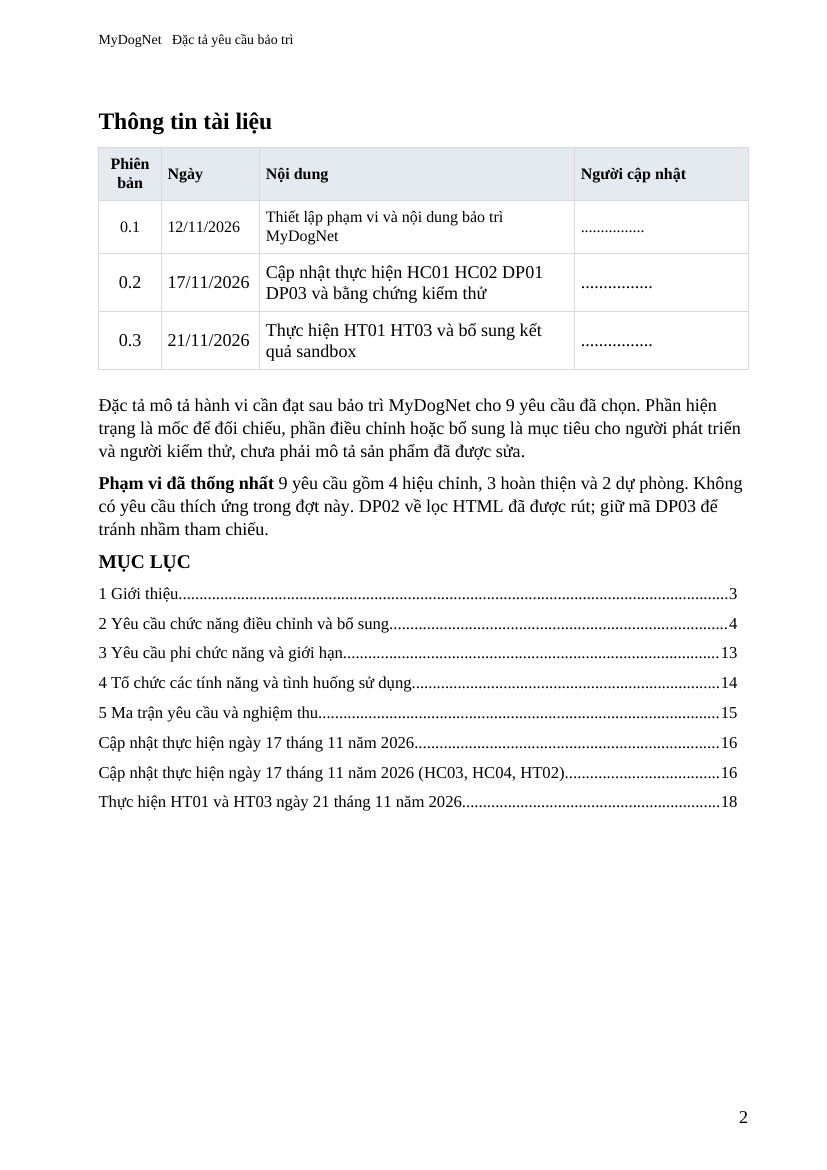 MyDogNet Đặc tả yêu cầu bảo trì
Thông tin tài liệu
Phiên bản Ngày Nội dung Người cập nhật
0.1 12/11/2026 Thiết lập phạm vi và nội dung bảo trì MyDogNet ................
0.2 17/11/2026 Cập nhật thực hiện HC01 HC02 DP01 DP03 và bằng chứng kiểm thử ................
0.3 21/11/2026 Thực hiện HT01 HT03 và bổ sung kết quả sandbox ................
Đặc tả mô tả hành vi cần đạt sau bảo trì MyDogNet cho 9 yêu cầu đã chọn. Phần hiện
trạng là mốc để đối chiếu, phần điều chỉnh hoặc bổ sung là mục tiêu cho người phát triển
và người kiểm thử, chưa phải mô tả sản phẩm đã được sửa.
Phạm vi đã thống nhất 9 yêu cầu gồm 4 hiệu chỉnh, 3 hoàn thiện và 2 dự phòng. Không
có yêu cầu thích ứng trong đợt này. DP02 về lọc HTML đã được rút; giữ mã DP03 để
tránh nhầm tham chiếu.
MỤC LỤC
1 Giới thiệu....................................................................................................................................3
2 Yêu cầu chức năng điều chỉnh và bổ sung.................................................................................4
3 Yêu cầu phi chức năng và giới hạn..........................................................................................13
4 Tổ chức các tính năng và tình huống sử dụng..........................................................................14
5 Ma trận yêu cầu và nghiệm thu................................................................................................15
Cập nhật thực hiện ngày 17 tháng 11 năm 2026.........................................................................16
Cập nhật thực hiện ngày 17 tháng 11 năm 2026 (HC03, HC04, HT02).....................................16
Thực hiện HT01 và HT03 ngày 21 tháng 11 năm 2026..............................................................18
2